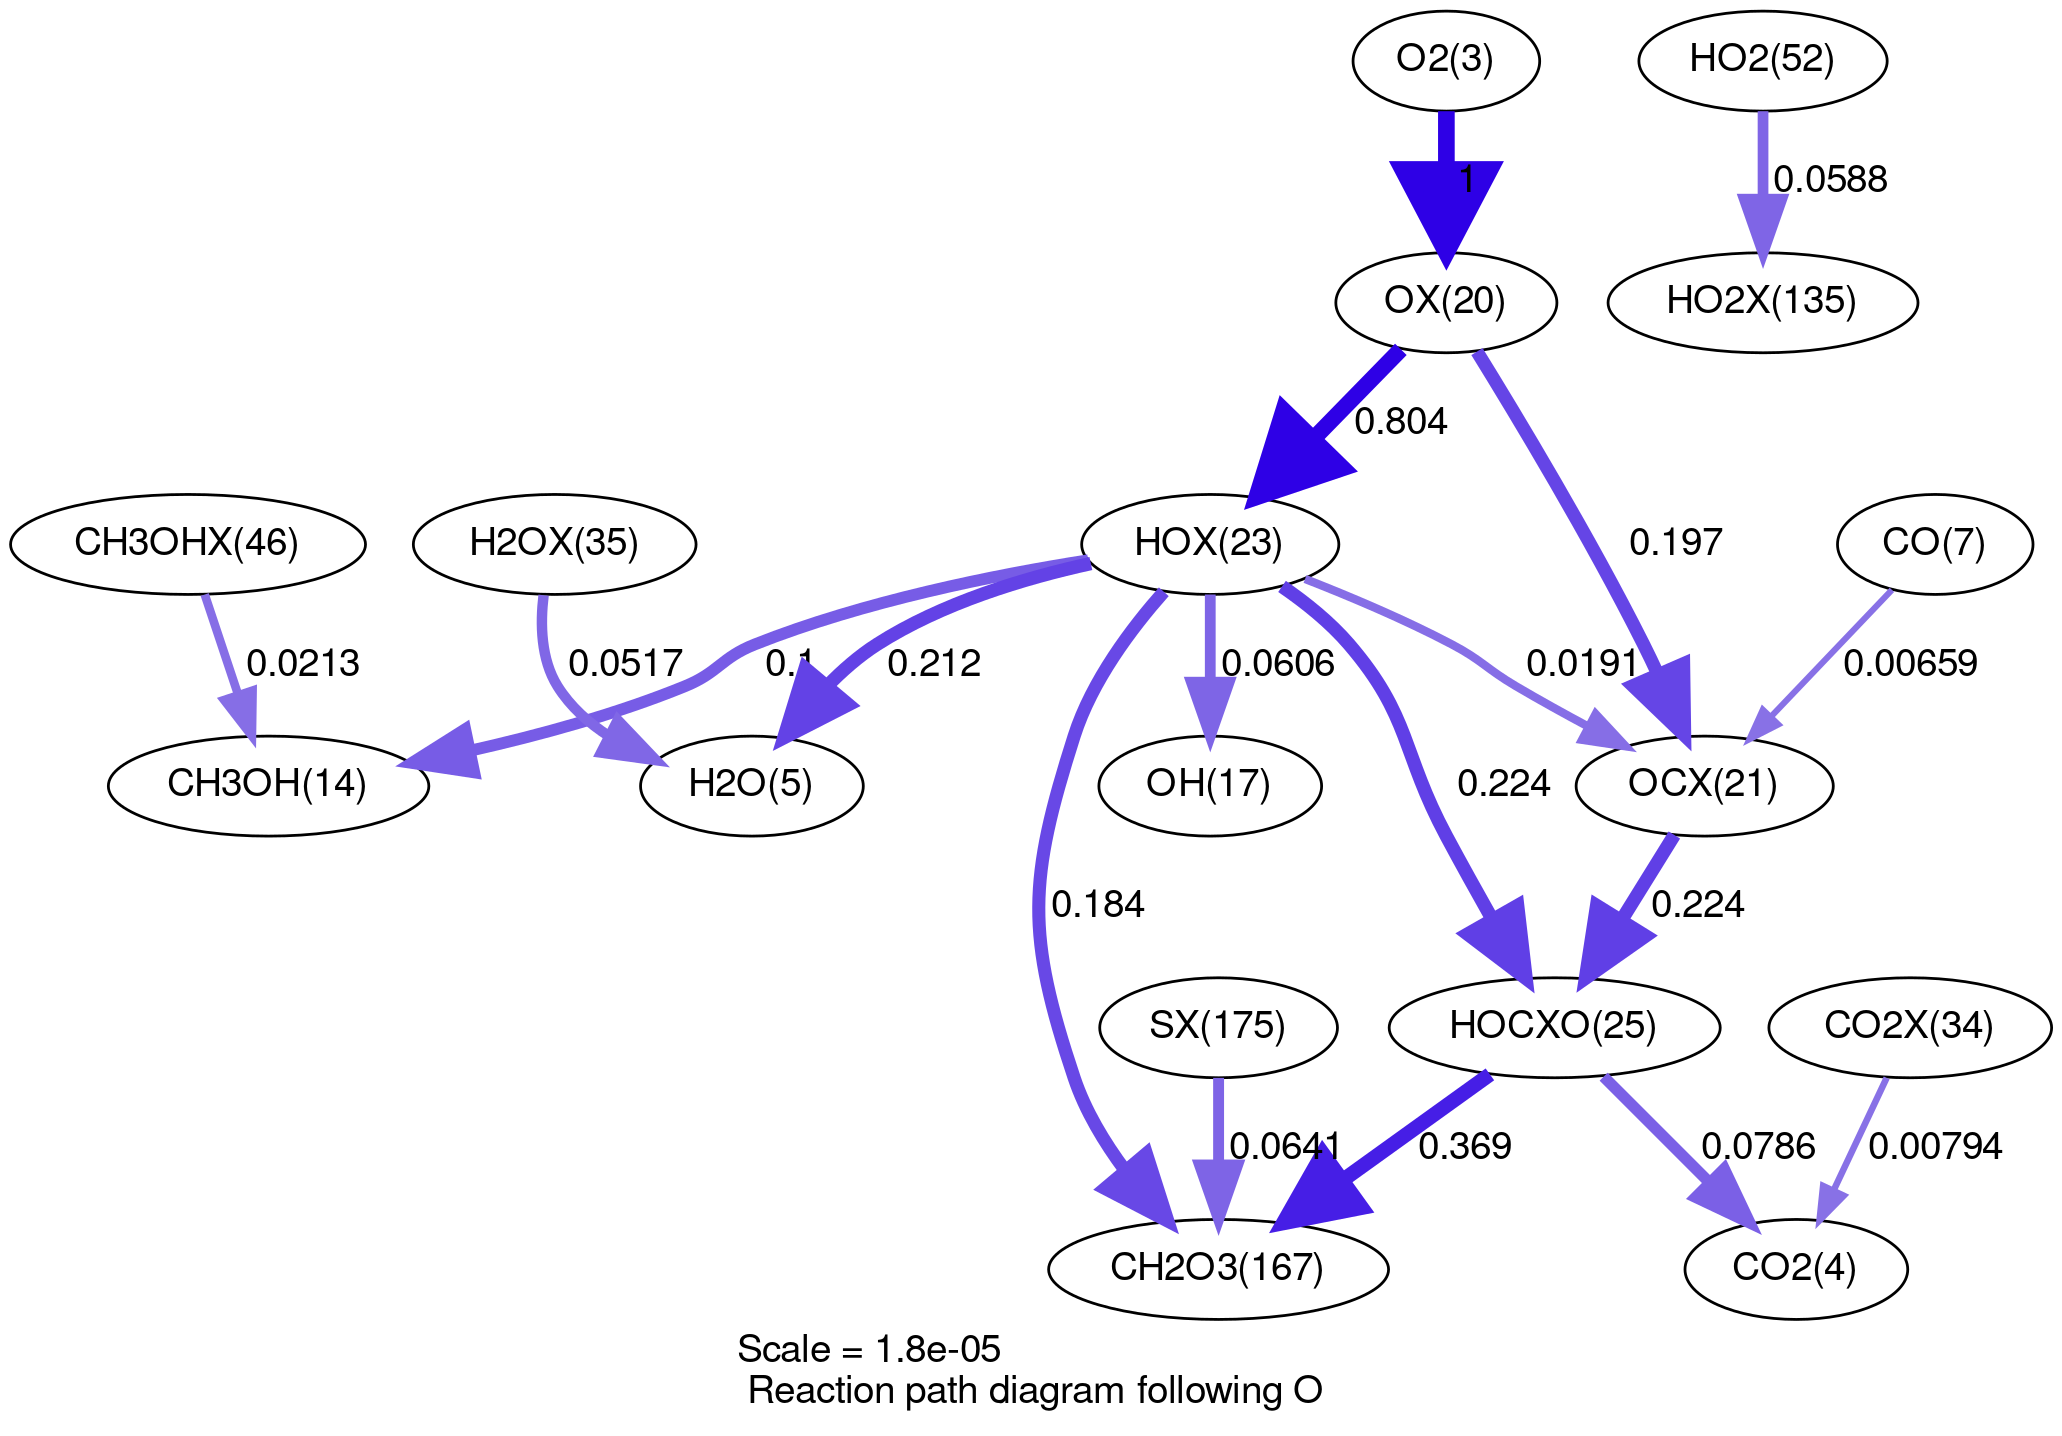 O2(3)
HO2(52)
1
0.0588
OX(20)
HO2X(135)
0.804
CH3OHX(46)
H2OX(35)
HOX(23)
0.197
CO(7)
0.0213
0.0517
0.1
0.212
0.0606
0.0191
0.00659
CH3OH(14)
H2O(5)
OH(17)
0.224
OCX(21)
0.184
0.224
SX(175)
HOCXO(25)
CO2X(34)
0.0641
0.369
0.0786
0.00794
CH2O3(167)
CO2(4)
Scale = 1.8e-05
Reaction path diagram following O